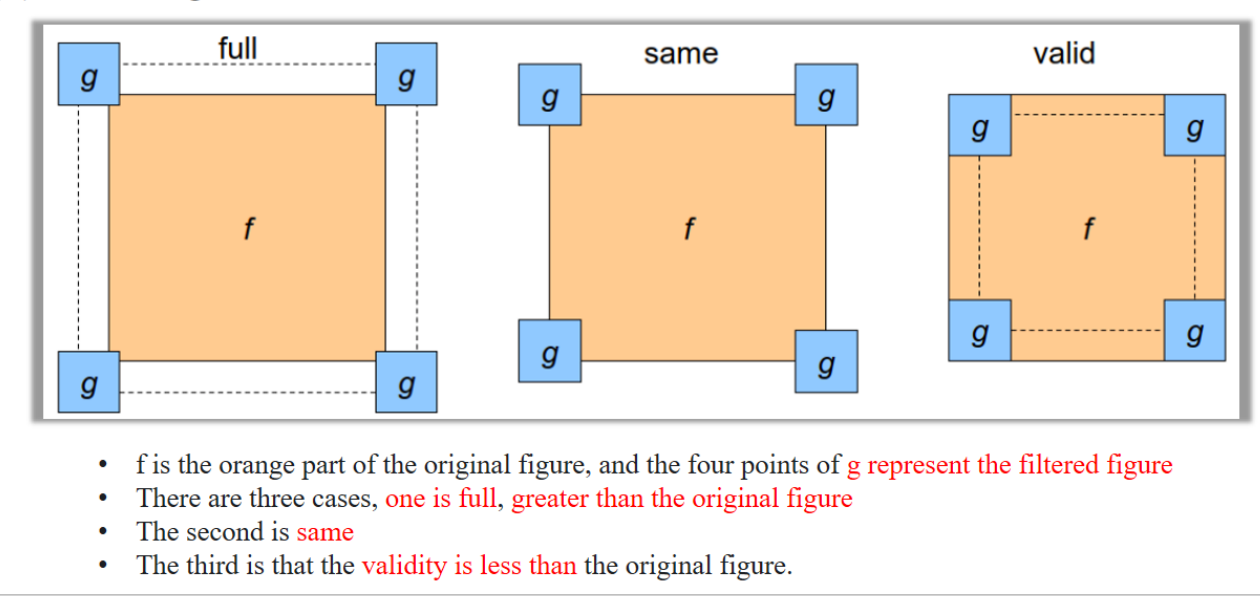 full
same
valid
g
g
g
g
g
g
f
f
f
g
g
g
g
g
g
• f is the orange part of the original figure, and the four points of g represent the filtered figure
• There are three cases, one is full, greater than the original figure
• The second is same
• The third is that the validity is less than the original figure.